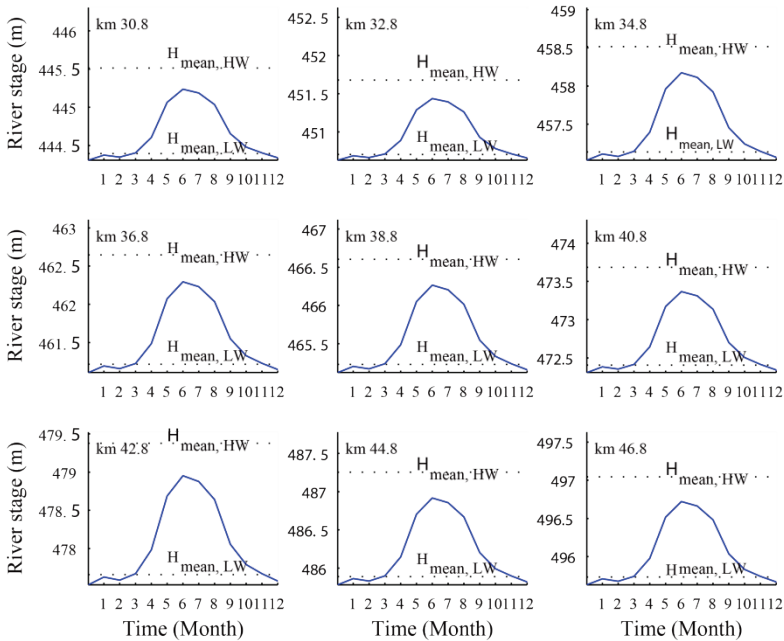 km 30.8
446
445.5
445
444.5
River stage (m)
H mean, HW
H mean, LW
1 2 3 4 5 6 7 8 9 10 11 12
km 32.8
452.5
452
451.5
451
H mean, HW
H mean, LW
1 2 3 4 5 6 7 8 9 10 11 12
km 34.8
459
458.5
458
457.5
H mean, HW
H mean, LW
1 2 3 4 5 6 7 8 9 10 11 12
km 36.8
463
462.5
462
461.5
River stage (m)
H mean, HW
H mean, LW
1 2 3 4 5 6 7 8 9 10 11 12
km 38.8
467
466.5
466
465.5
H mean, HW
H mean, LW
1 2 3 4 5 6 7 8 9 10 11 12
km 40.8
474
473.5
473
472.5
H mean, HW
H mean, LW
1 2 3 4 5 6 7 8 9 10 11 12
km 42.8
479.5
479
478.5
478
River stage (m)
H mean, HW
H mean, LW
1 2 3 4 5 6 7 8 9 10 11 12
Time (Month)
km 44.8
487.5
487
486.5
486
H mean, HW
H mean, LW
1 2 3 4 5 6 7 8 9 10 11 12
Time (Month)
km 46.8
497.5
497
496.5
496
H mean, HW
H mean, LW
1 2 3 4 5 6 7 8 9 10 11 12
Time (Month)